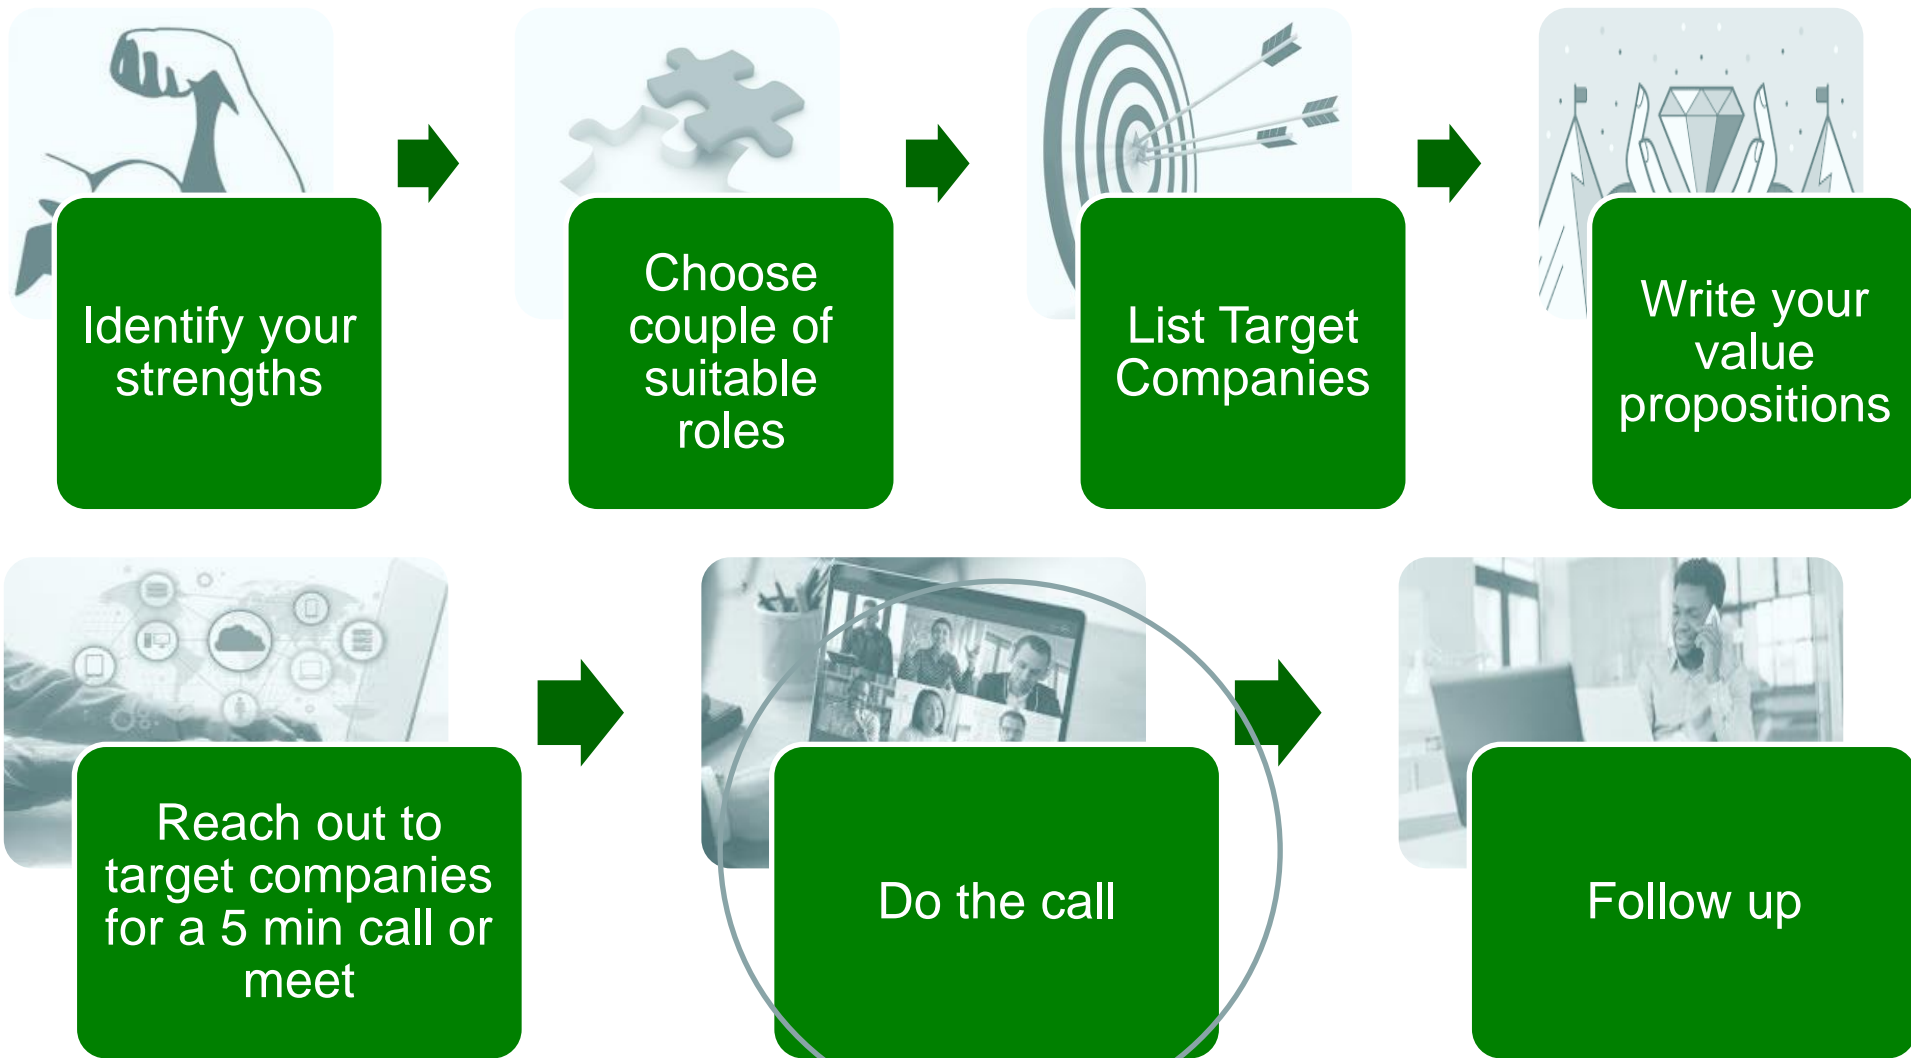 Identify your
strengths
Choose
couple of
suitable
roles
List Target
Companies
Write your
value
propositions
Reach out to
target companies
for a 5 min call or
meet
Do the call
Follow up